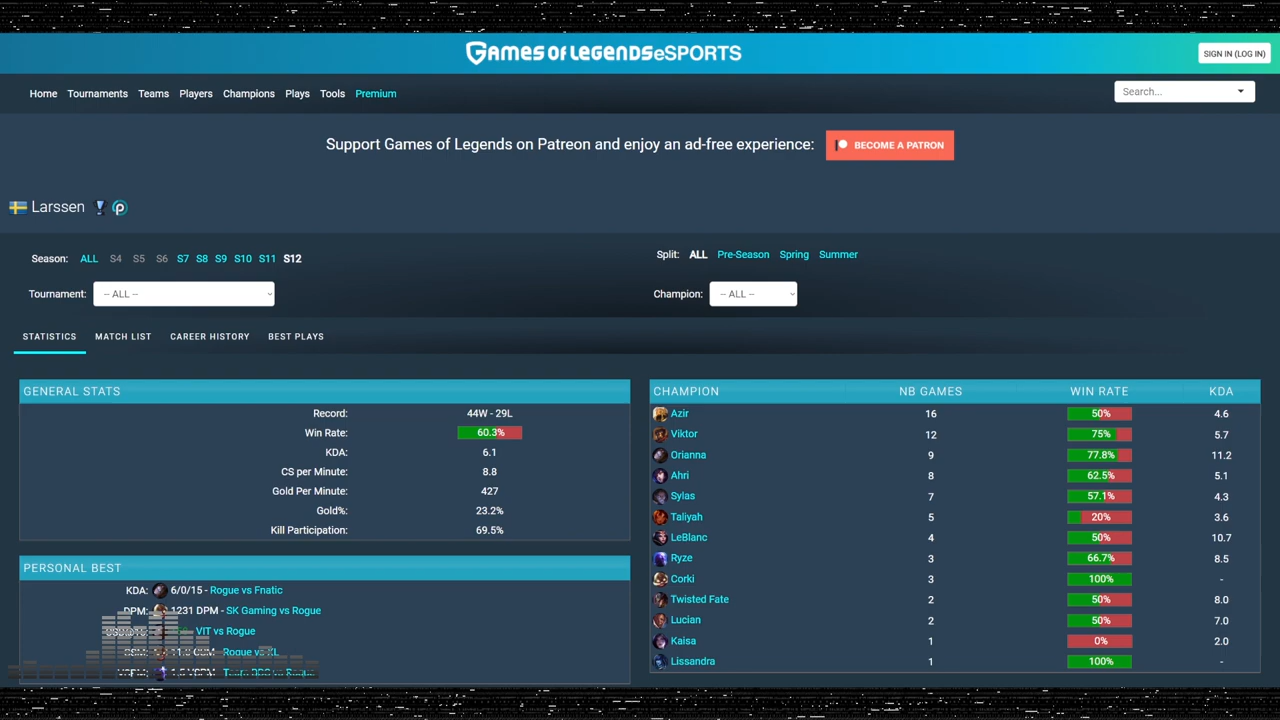 GAMES OF LEGENDS eSPORTS
SIGN IN (LOG IN)
Home Tournaments Teams Players Champions Plays Tools Premium
Search...
Support Games of Legends on Patreon and enjoy an ad-free experience: BECOME A PATRON
Larssen
Season: ALL S4 S5 S6 S7 S8 S9 S10 S11 S12
Split: ALL Pre-Season Spring Summer
Tournament: -- ALL --
Champion: -- ALL --
STATISTICS MATCH LIST CAREER HISTORY BEST PLAYS
GENERAL STATS
Record: 44W - 29L
Win Rate: 60.3%
KDA: 6.1
CS per Minute: 8.8
Gold Per Minute: 427
Gold%: 23.2%
Kill Participation: 69.5%
PERSONAL BEST
KDA: 6/0/15 - Rogue vs Fnatic
DPM: 1231 DPM - SK Gaming vs Rogue
VIT vs Rogue
Rogue vs XL
CHAMPION NB GAMES WIN RATE KDA
Azir 16 50% 4.6
Viktor 12 75% 5.7
Orianna 9 77.8% 11.2
Ahri 8 62.5% 5.1
Sylas 7 57.1% 4.3
Taliyah 5 20% 3.6
LeBlanc 4 50% 10.7
Ryze 3 66.7% 8.5
Corki 3 100% -
Twisted Fate 2 50% 8.0
Lucian 2 50% 7.0
Kaisa 1 0% 2.0
Lissandra 1 100% -